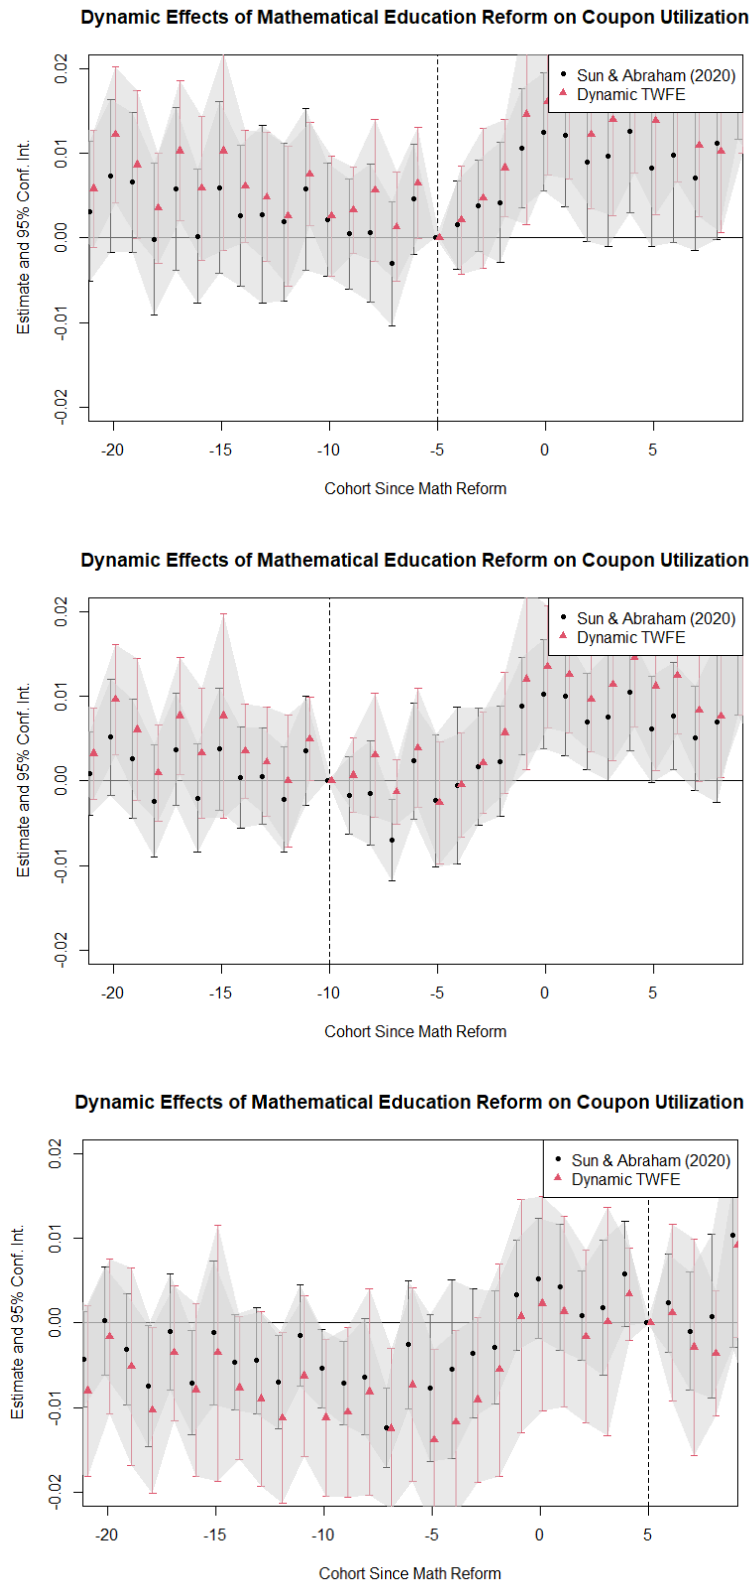 Dynamic Effects of Mathematical Education Reform on Coupon Utilization
Sun & Abraham (2020)
Dynamic TWFE
Estimate and 95% Conf. Int.
0.02
0.01
0.00
-0.01
-0.02
-20 -15 -10 -5 0 5
Cohort Since Math Reform
Dynamic Effects of Mathematical Education Reform on Coupon Utilization
Sun & Abraham (2020)
Dynamic TWFE
Estimate and 95% Conf. Int.
0.02
0.01
0.00
-0.01
-0.02
-20 -15 -10 -5 0 5
Cohort Since Math Reform
Dynamic Effects of Mathematical Education Reform on Coupon Utilization
Sun & Abraham (2020)
Dynamic TWFE
Estimate and 95% Conf. Int.
0.02
0.01
0.00
-0.01
-0.02
-20 -15 -10 -5 0 5
Cohort Since Math Reform